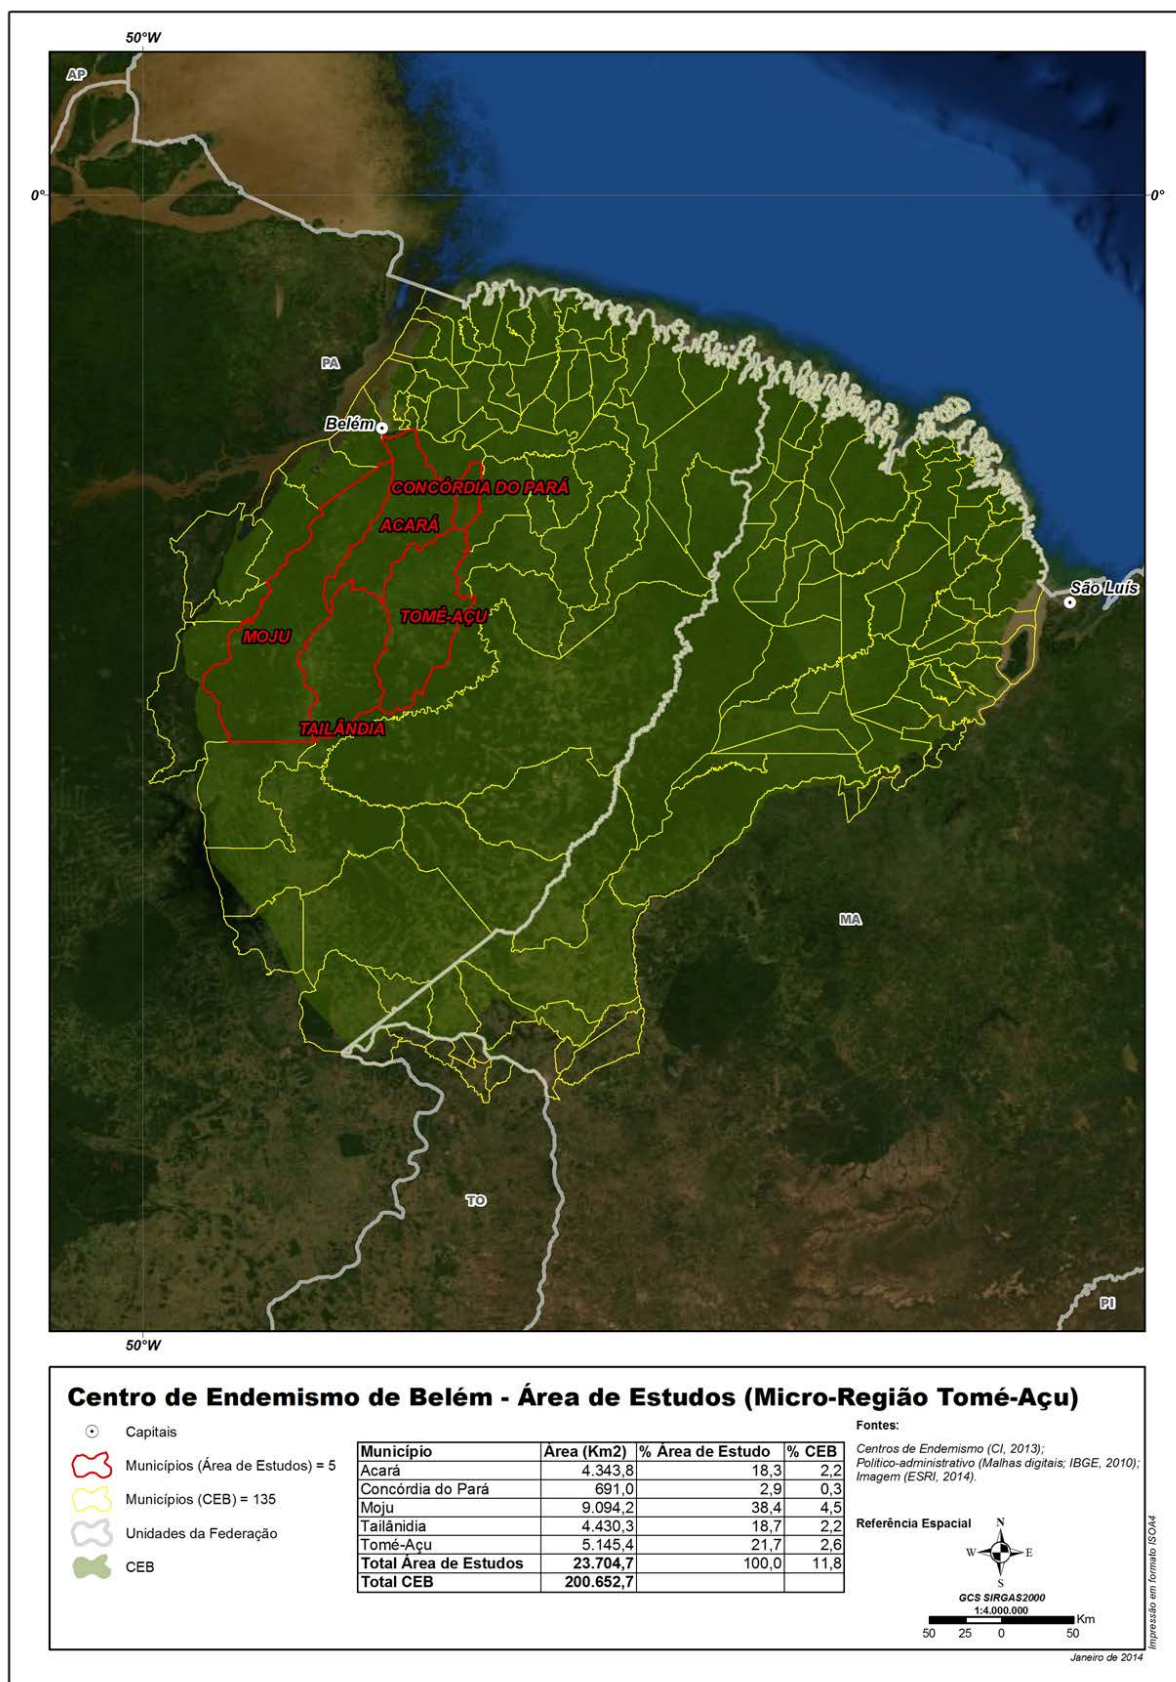 50°W
AP
0°
0°
PA
Belém
CONCÓRDIA DO PARÁ
ACARÁ
São Luís
TOMÉ-AÇU
MOJU
TAILÂNDIA
MA
TO
PI
50°W
Centro de Endemismo de Belém - Área de Estudos (Micro-Região Tomé-Açu)
Capitais
Municípios (Área de Estudos) = 5
Municípios (CEB) = 135
Unidades da Federação
CEB
Município Área (Km2) % Área de Estudo % CEB
Acará 4.343,8 18,3 2,2
Concórdia do Pará 691,0 2,9 0,3
Moju 9.094,2 38,4 4,5
Tailânidia 4.430,3 18,7 2,2
Tomé-Açu 5.145,4 21,7 2,6
Total Área de Estudos 23.704,7 100,0 11,8
Total CEB 200.652,7
Fontes:
Centros de Endemismo (CI, 2013);
Politico-administrativo (Malhas digitais; IBGE, 2010);
Imagem (ESRI, 2014).
Referência Espacial
N
W E
S
GCS SIRGAS2000
1:4.000.000
Km
50 25 0 50
Impressão em formato ISOA4
Janeiro de 2014